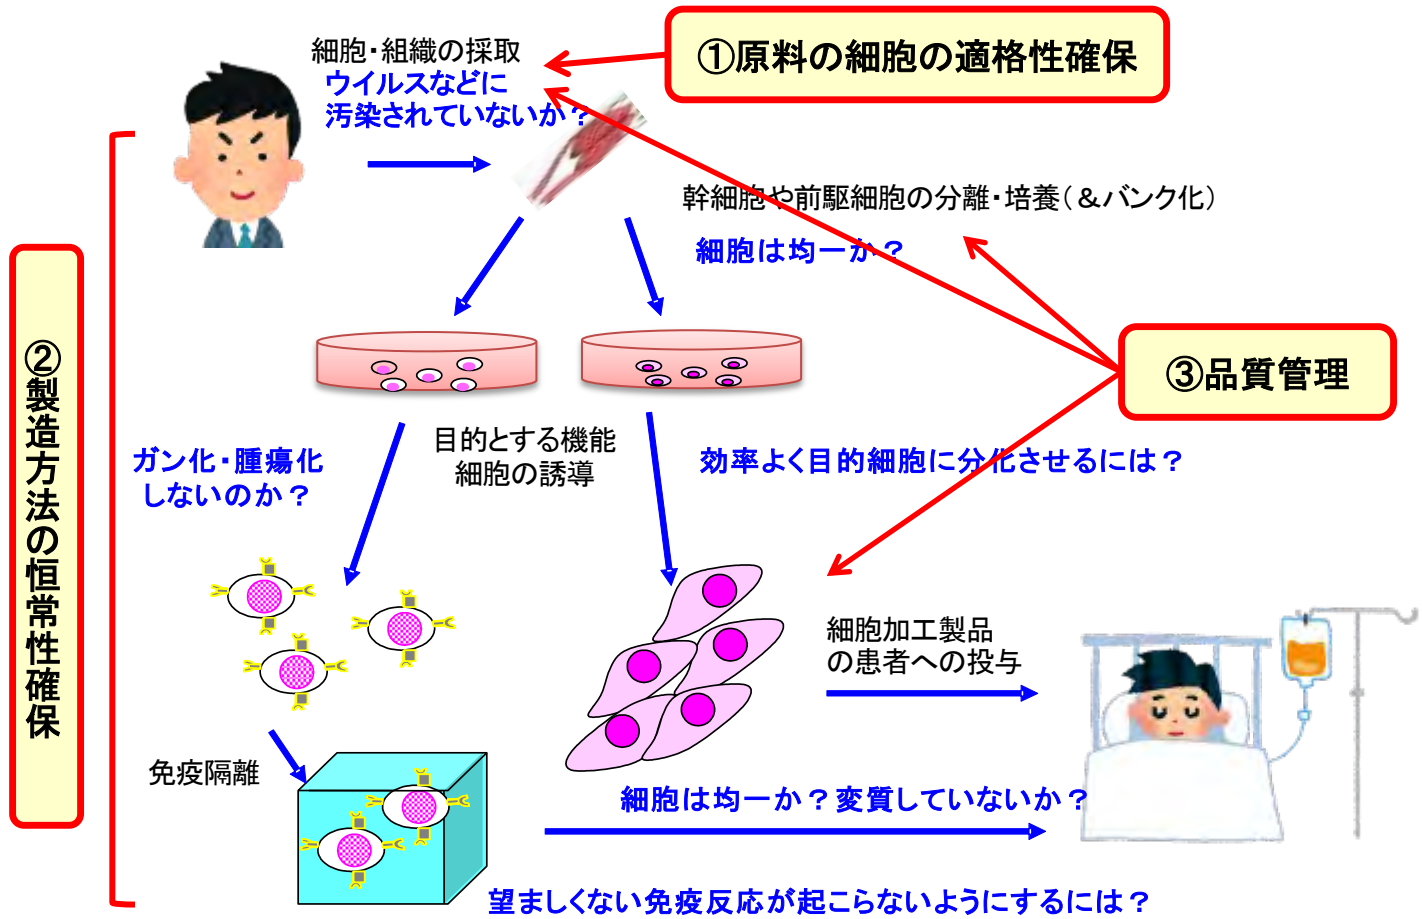 細胞・組織の採取
ウイルスなどに
汚染されていないか？
①原料の細胞の適格性確保
幹細胞や前駆細胞の分離・培養（＆バンク化）
細胞は均一か？
②製造方法の恒常性確保
③品質管理
ガン化・腫瘍化
しないのか？
目的とする機能
細胞の誘導
効率よく目的細胞に分化させるには？
細胞加工製品
の患者への投与
免疫隔離
細胞は均一か？変質していないか？
望ましくない免疫反応が起こらないようにするには？